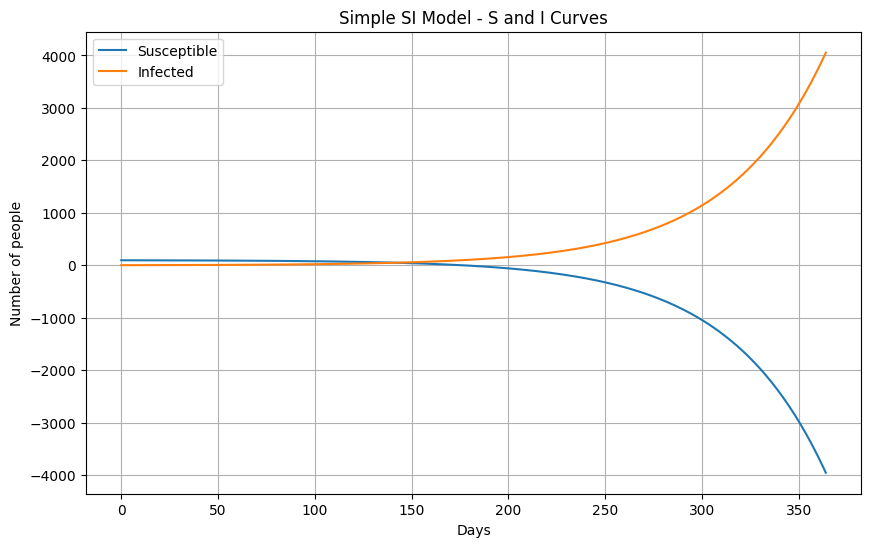 Simple SI Model - S and I Curves
Susceptible
Infected
4000
3000
2000
1000
0
−1000
−2000
−3000
−4000
Number of people
0 50 100 150 200 250 300 350
Days